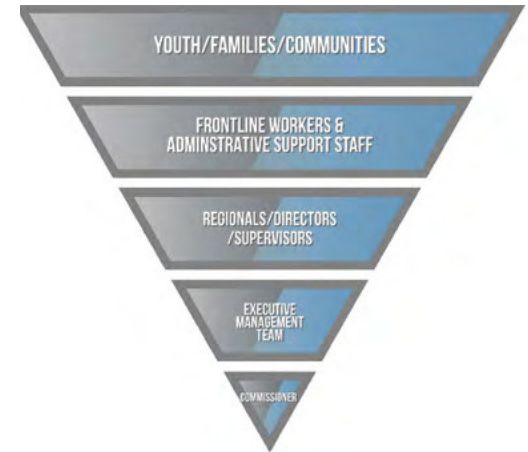 YOUTH/FAMILIES/COMMUNITIES
FRONTLINE WORKERS &
ADMINSTRATIVE SUPPORT STAFF
REGIONALS/DIRECTORS
/SUPERVISORS
EXECUTIVE
MANAGEMENT
TEAM
COMMISSIONER